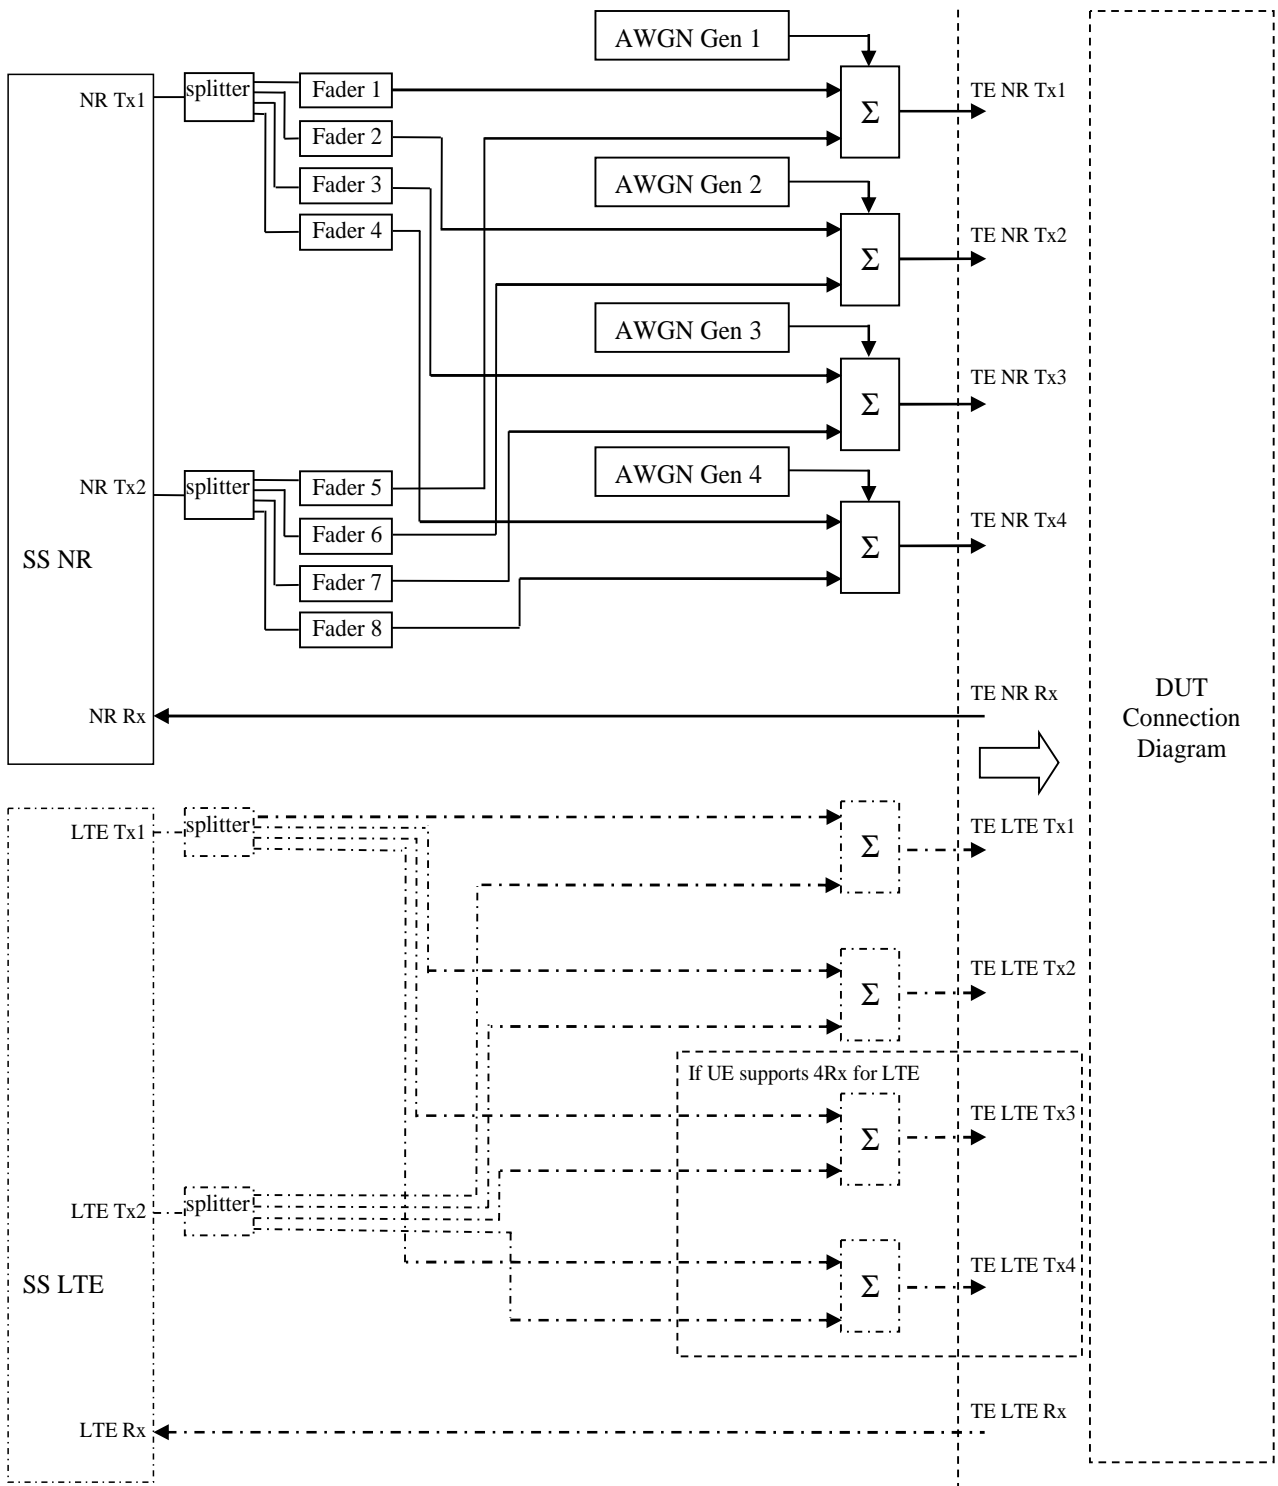 AWGN Gen 1
NR Tx1
splitter
Fader 1
Σ
TE NR Tx1
Fader 2
Fader 3
AWGN Gen 2
Fader 4
Σ
TE NR Tx2
AWGN Gen 3
Σ
TE NR Tx3
AWGN Gen 4
NR Tx2
splitter
Fader 5
Fader 6
Σ
TE NR Tx4
SS NR
Fader 7
Fader 8
NR Rx
TE NR Rx
DUT
Connection
Diagram
LTE Tx1
splitter
Σ
TE LTE Tx1
Σ
TE LTE Tx2
If UE supports 4Rx for LTE
Σ
TE LTE Tx3
LTE Tx2
splitter
SS LTE
Σ
TE LTE Tx4
LTE Rx
TE LTE Rx